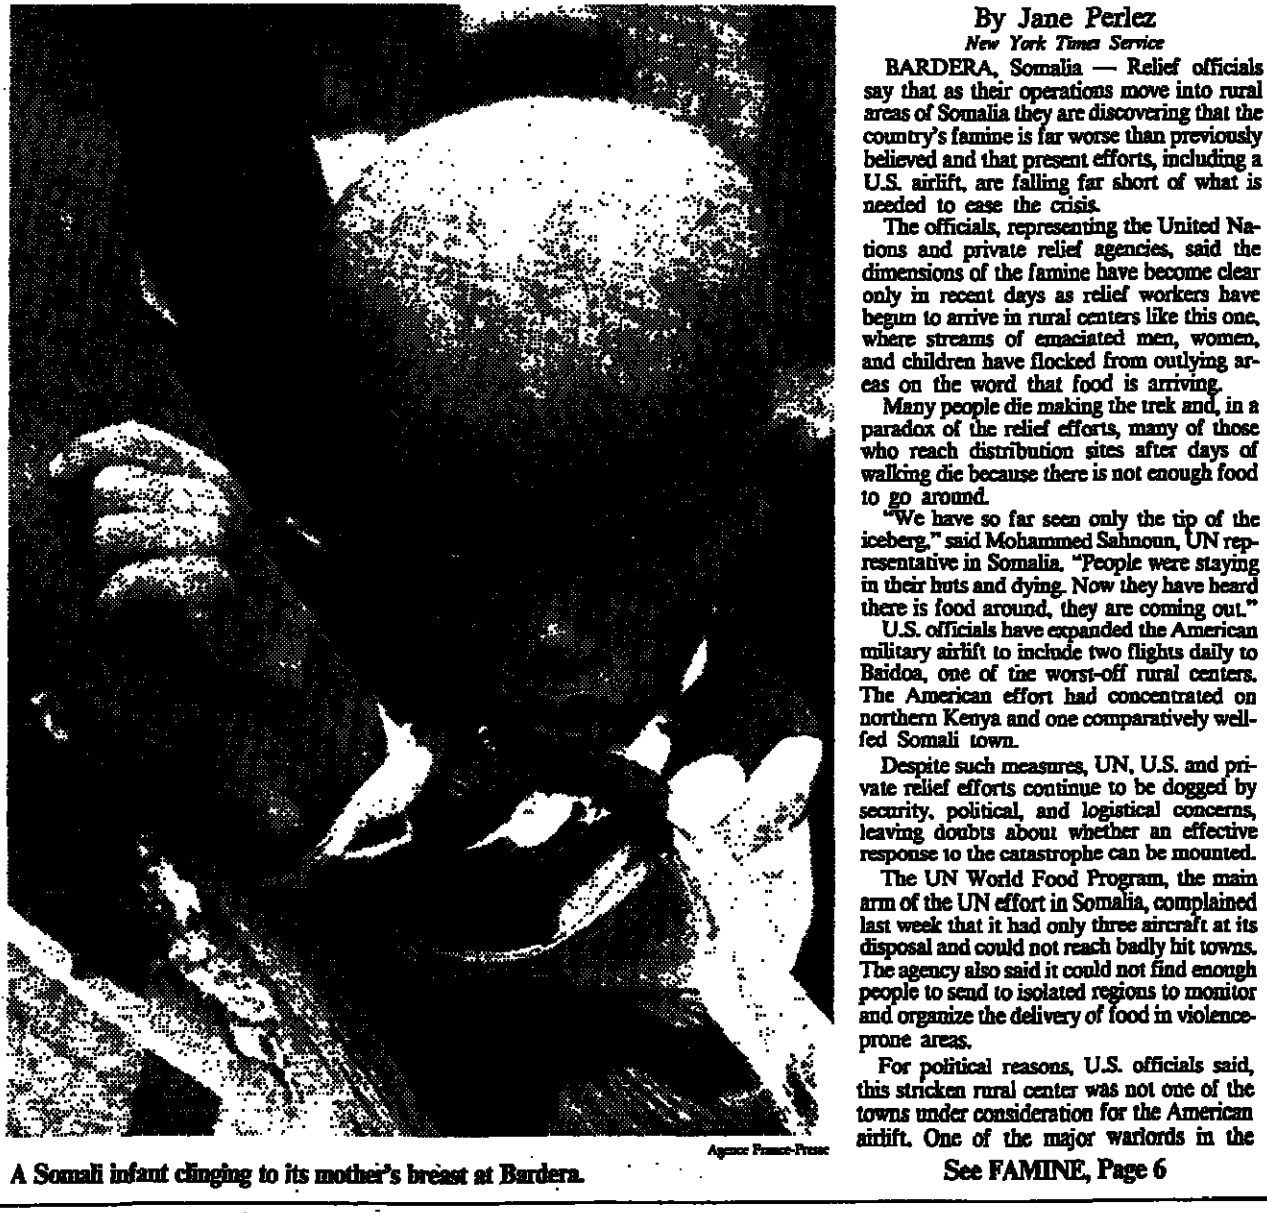 By Jane Perlez
New York Times Service
BARDERA, Somalia — Relief officials
say that as their operations move into rural
areas of Somalia they are discovering that the
country's famine is far worse than previously
believed and that present efforts, including a
U.S. airlift, are falling far short of what is
needed to ease the crisis.
The officials, representing the United Na-
tions and private relief agencies, said the
dimensions of the famine have become clear
only in recent days as relief workers have
begun to arrive in rural centers like this one,
where streams of emaciated men, women,
and children have flocked from outlying ar-
eas on the word that food is arriving.
Many people die making the trek and, in a
paradox of the relief efforts, many of those
who reach distribution sites after days of
walking die because there is not enough food
to go around.
"We have so far seen only the tip of the
iceberg," said Mohammed Sahnoun, UN rep-
resentative in Somalia. "People were staying
in their huts and dying. Now they have heard
there is food around, they are coming out."
U.S. officials have expanded the American
military airlift to include two flights daily to
Baidoa, one of the worst-off rural centers.
The American effort had concentrated on
northern Kenya and one comparatively well-
fed Somali town.
Despite such measures, UN, U.S. and pri-
vate relief efforts continue to be dogged by
security, political, and logistical concerns,
leaving doubts about whether an effective
response to the catastrophe can be mounted.
The UN World Food Program, the main
arm of the UN effort in Somalia, complained
last week that it had only three aircraft at its
disposal and could not reach badly hit towns.
The agency also said it could not find enough
people to send to isolated regions to monitor
and organize the delivery of food in violence-
prone areas.
For political reasons, U.S. officials said,
this stricken rural center was not one of the
towns under consideration for the American
airlift. One of the major warlords in the
See FAMINE, Page 6
Agence France-Presse
A Somali infant clinging to its mother's breast at Bardera.